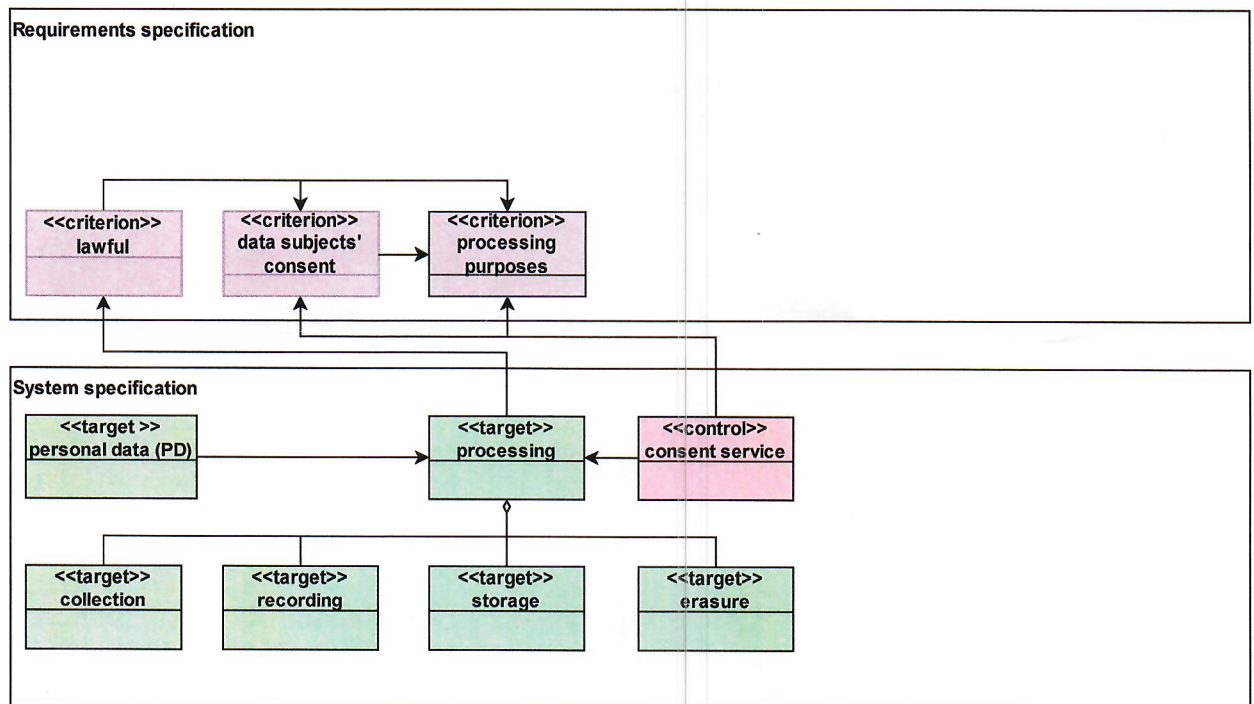 Requirements specification
<<criterion>>
lawful
<<criterion>>
data subjects'
consent
<<criterion>>
processing
purposes
System specification
<<target >>
personal data (PD)
<<target>>
processing
<<control>>
consent service
<<target>>
collection
<<target>>
recording
<<target>>
storage
<<target>>
erasure